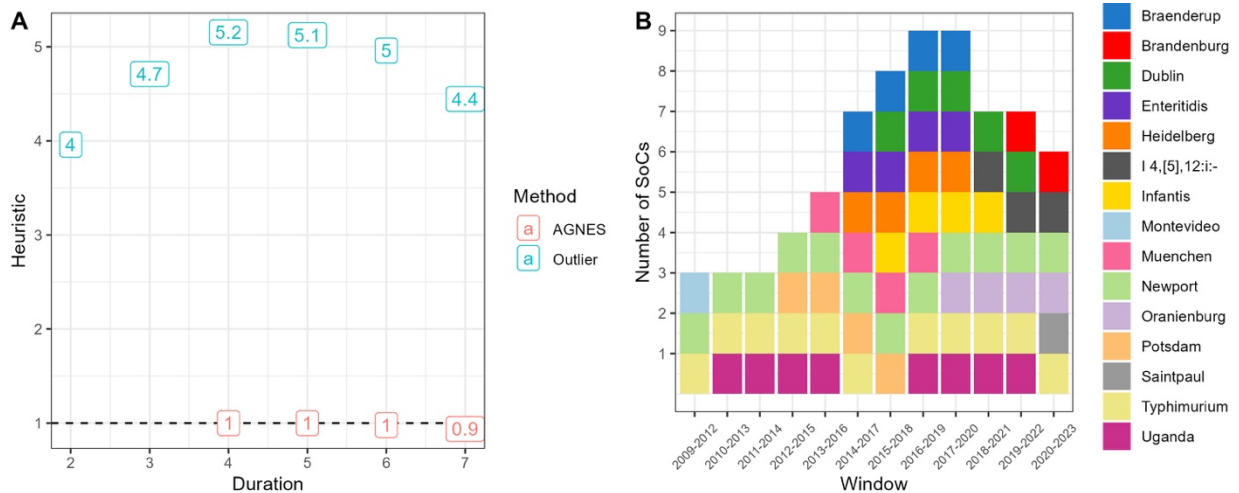 A
Heuristic
5
4
3
2
1
4
4.7
5.2
5.1
5
4.4
1
1
1
0.9
2
3
4
5
6
7
Duration
Method
a AGNES
a Outlier
B
Number of SoCs
9
8
7
6
5
4
3
2
1
2009-2012
2010-2013
2011-2014
2012-2015
2013-2016
2014-2017
2015-2018
2016-2019
2017-2020
2018-2021
2019-2022
2020-2023
Window
Braenderup
Brandenburg
Dublin
Enteritidis
Heidelberg
I 4,[5],12:i:-
Infantis
Montevideo
Muenchen
Newport
Oranienburg
Potsdam
Saintpaul
Typhimurium
Uganda